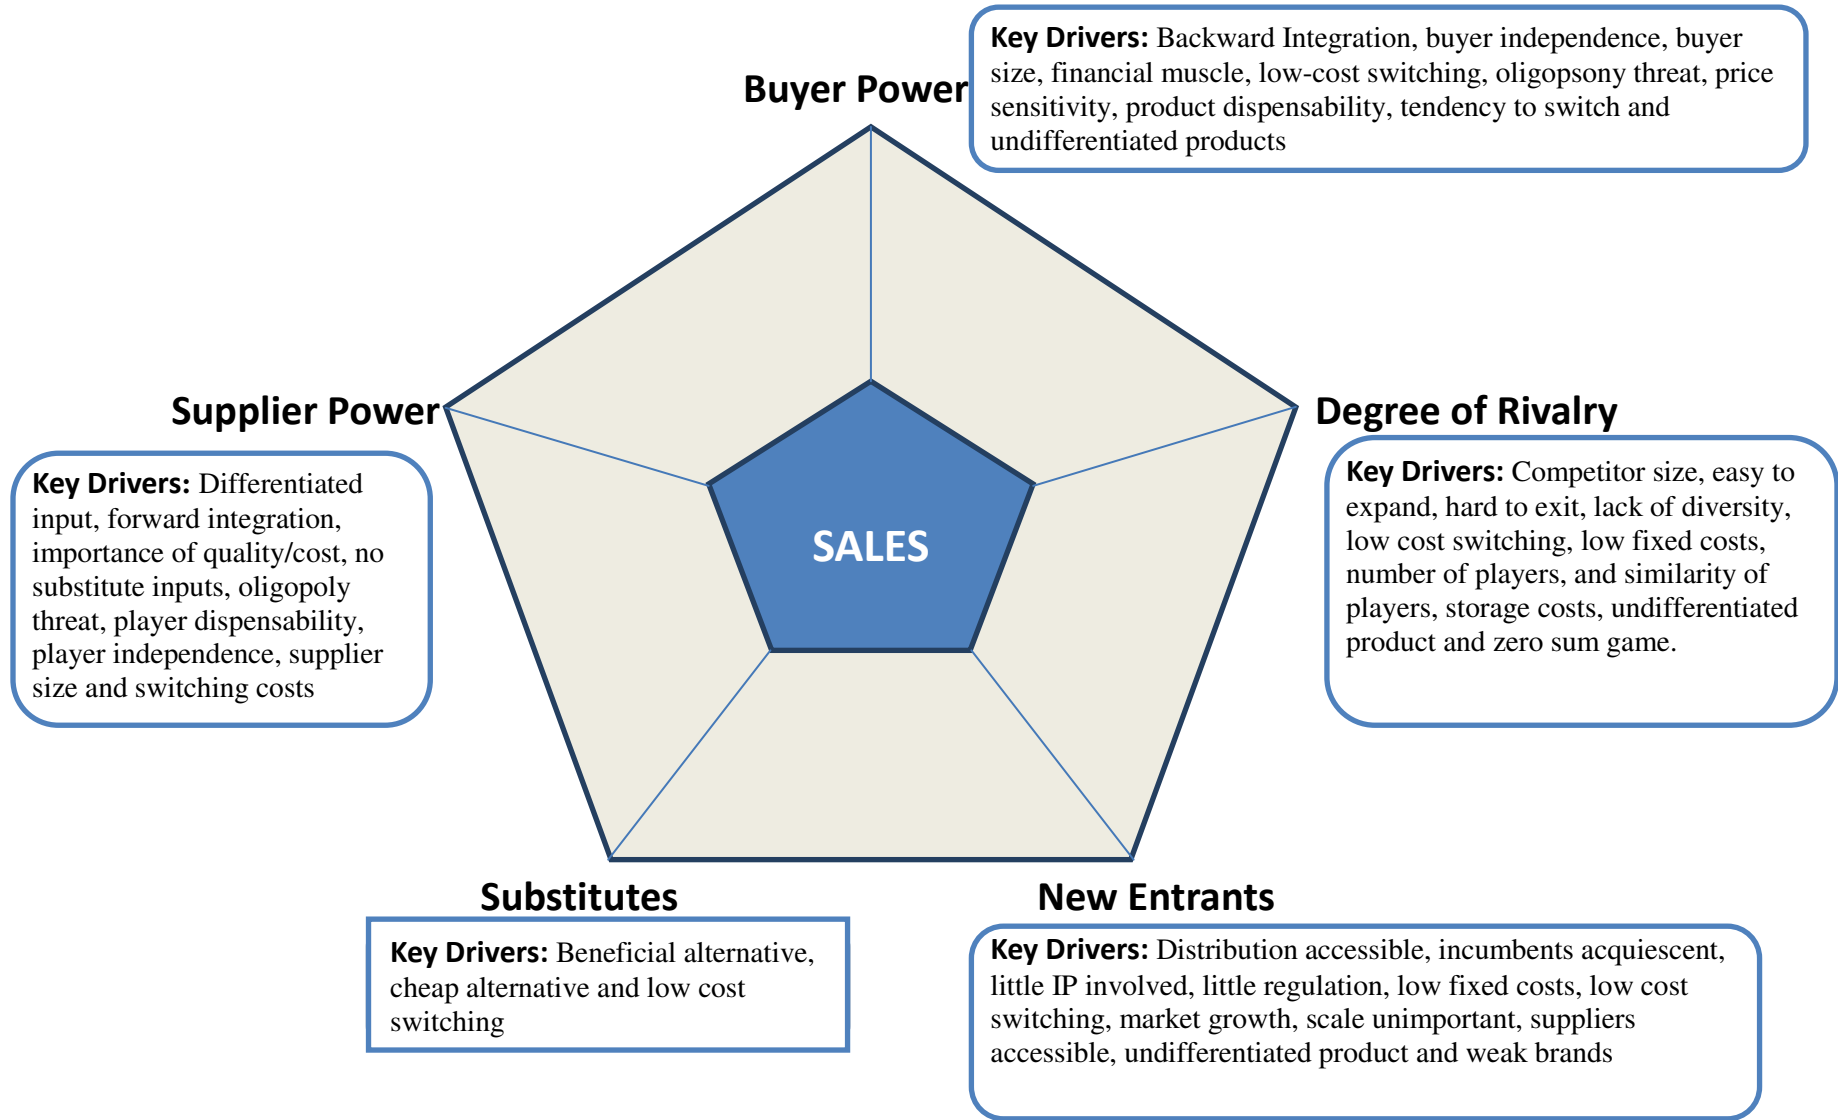 Buyer Power
Key Drivers: Backward Integration, buyer independence, buyer
size, financial muscle, low-cost switching, oligopsony threat, price
sensitivity, product dispensability, tendency to switch and
undifferentiated products
Supplier Power
Key Drivers: Differentiated
input, forward integration,
importance of quality/cost, no
substitute inputs, oligopoly
threat, player dispensability,
player independence, supplier
size and switching costs
SALES
Degree of Rivalry
Key Drivers: Competitor size, easy to
expand, hard to exit, lack of diversity,
low cost switching, low fixed costs,
number of players, and similarity of
players, storage costs, undifferentiated
product and zero sum game.
Substitutes
Key Drivers: Beneficial alternative,
cheap alternative and low cost
switching
New Entrants
Key Drivers: Distribution accessible, incumbents acquiescent,
little IP involved, little regulation, low fixed costs, low cost
switching, market growth, scale unimportant, suppliers
accessible, undifferentiated product and weak brands